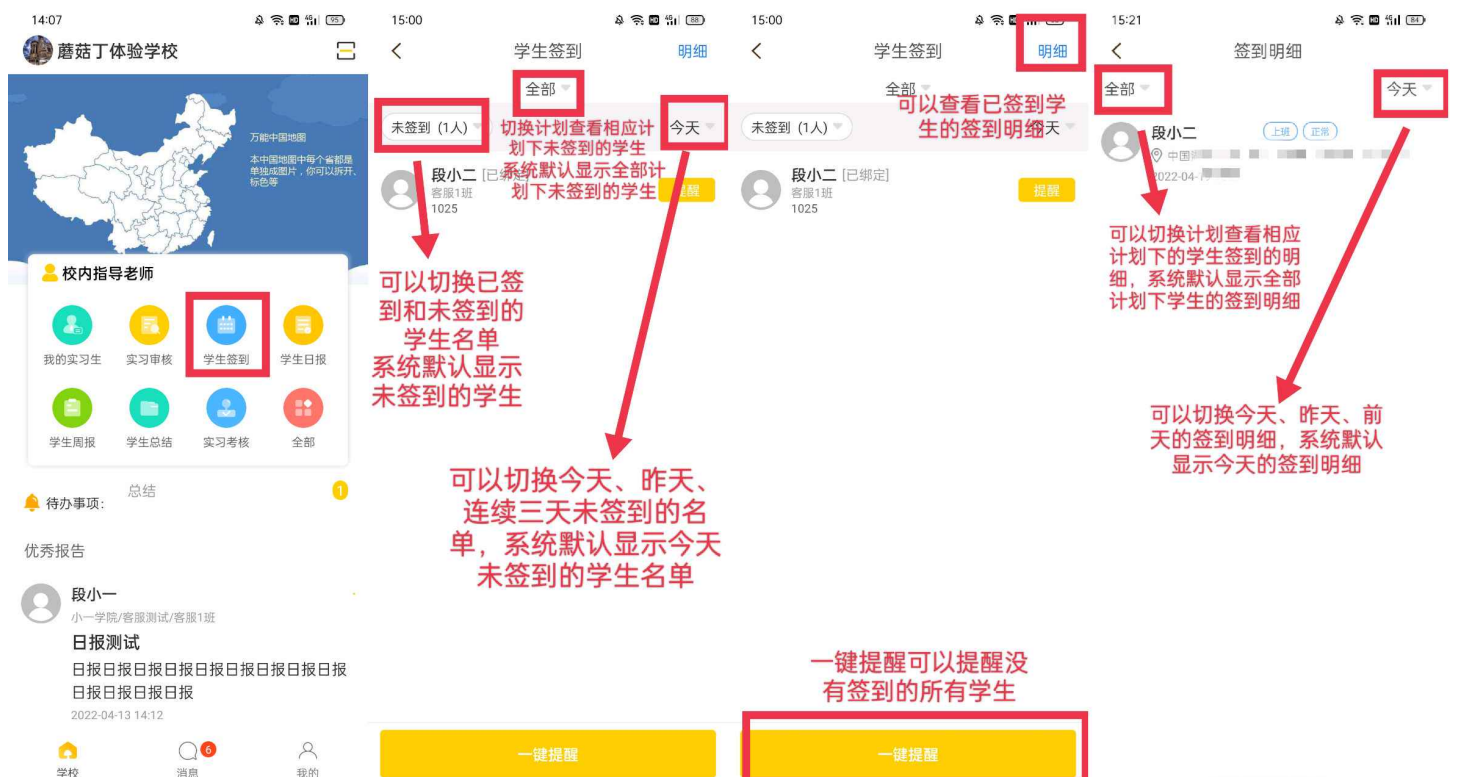 14:07
95
蘑菇丁体验学校
万能中国地图
本中国地图中每个省都是
单独成图片，你可以拆开、
标色等
校内指导老师
我的实习生
实习审核
学生签到
学生日报
学生周报
学生总结
实习考核
全部
待办事项:
总结
1
优秀报告
段小一
小一学院/客服测试/客服1班
日报测试
日报日报日报日报日报日报日报日报日报
日报日报日报日报
2022-04-13 14:12
学校
消息
6
我的
15:00
88
学生签到
明细
全部
未签到 (1人)
今天
切换计划查看相应计
划下未签到的学生
系统默认显示全部计
划下未签到的学生
段小二
客服1班
1025
提醒
可以切换已签
到和未签到的
学生名单
系统默认显示
未签到的学生
可以切换今天、昨天、
连续三天未签到的名
单，系统默认显示今天
未签到的学生名单
一键提醒
15:00
学生签到
明细
全部
未签到 (1人)
今天
可以查看已签到学
生的签到明细
段小二 [已绑定]
客服1班
1025
提醒
一键提醒可以提醒没
有签到的所有学生
一键提醒
15:21
84
签到明细
全部
今天
段小二
上班
正常
中国
2022-04-
可以切换计划查看相应
计划下的学生签到的明
细，系统默认显示全部
计划下学生的签到明细
可以切换今天、昨天、前
天的签到明细，系统默认
显示今天的签到明细